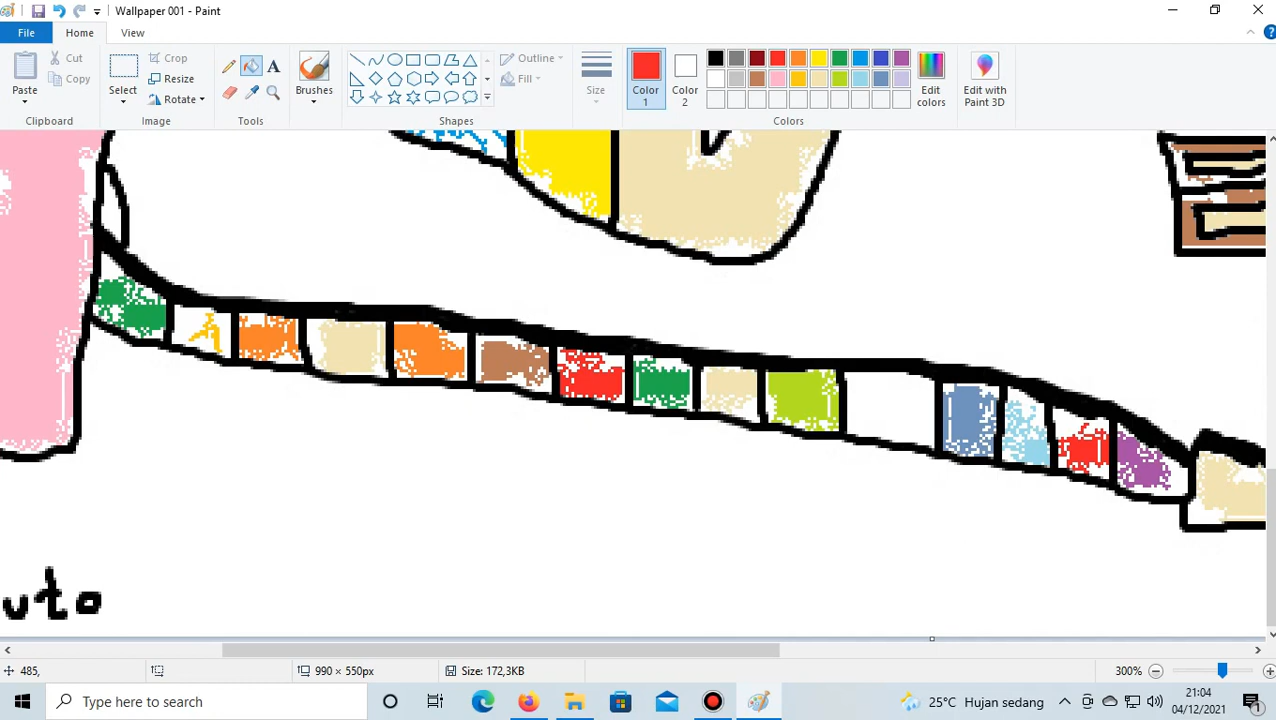 Wallpaper 001 - Paint
File Home View
Paste Cut Copy Clipboard
Select Crop Resize Rotate Image
Tools
Brushes
Outline Fill Shapes
Size
Color 1 Color 2 Edit colors Colors
Edit with Paint 3D
uto
485, 990 × 550px Size: 172,3KB 300%
Type here to search 25°C Hujan sedang 21:04
04/12/2021
1